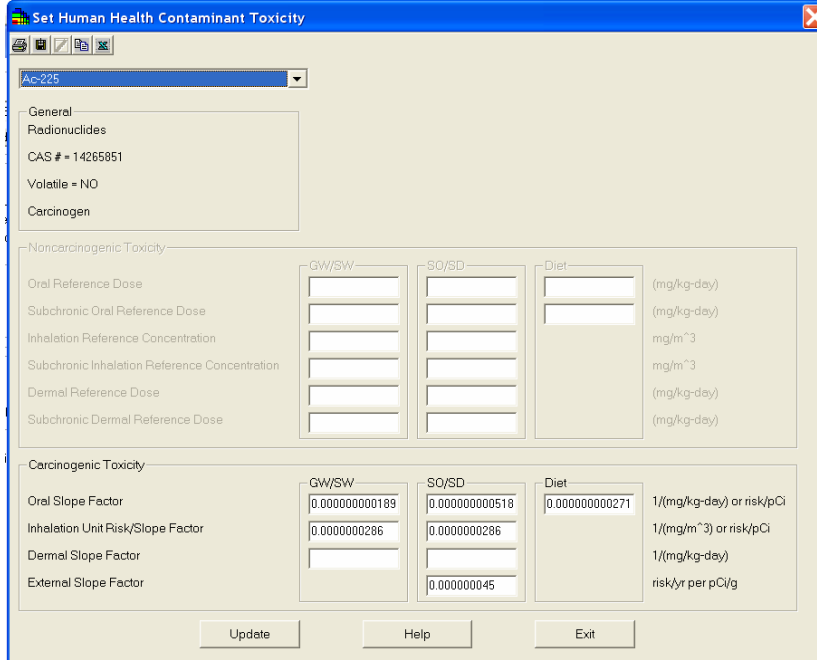 Set Human Health Contaminant Toxicity
Ac-225
General
Radionuclides
CAS # = 14265851
Volatile = NO
Carcinogen
Noncarcinogenic Toxicity
GW/SW SO/SD Diet
Oral Reference Dose (mg/kg-day)
Subchronic Oral Reference Dose (mg/kg-day)
Inhalation Reference Concentration mg/m^3
Subchronic Inhalation Reference Concentration mg/m^3
Dermal Reference Dose (mg/kg-day)
Subchronic Dermal Reference Dose (mg/kg-day)
Carcinogenic Toxicity
GW/SW SO/SD Diet
Oral Slope Factor 0.000000000189 0.000000000518 0.000000000271 1/(mg/kg-day) or risk/pCi
Inhalation Unit Risk/Slope Factor 0.0000000286 0.0000000286 1/(mg/m^3) or risk/pCi
Dermal Slope Factor 1/(mg/kg-day)
External Slope Factor 0.000000045 risk/yr per pCi/g
Update Help Exit